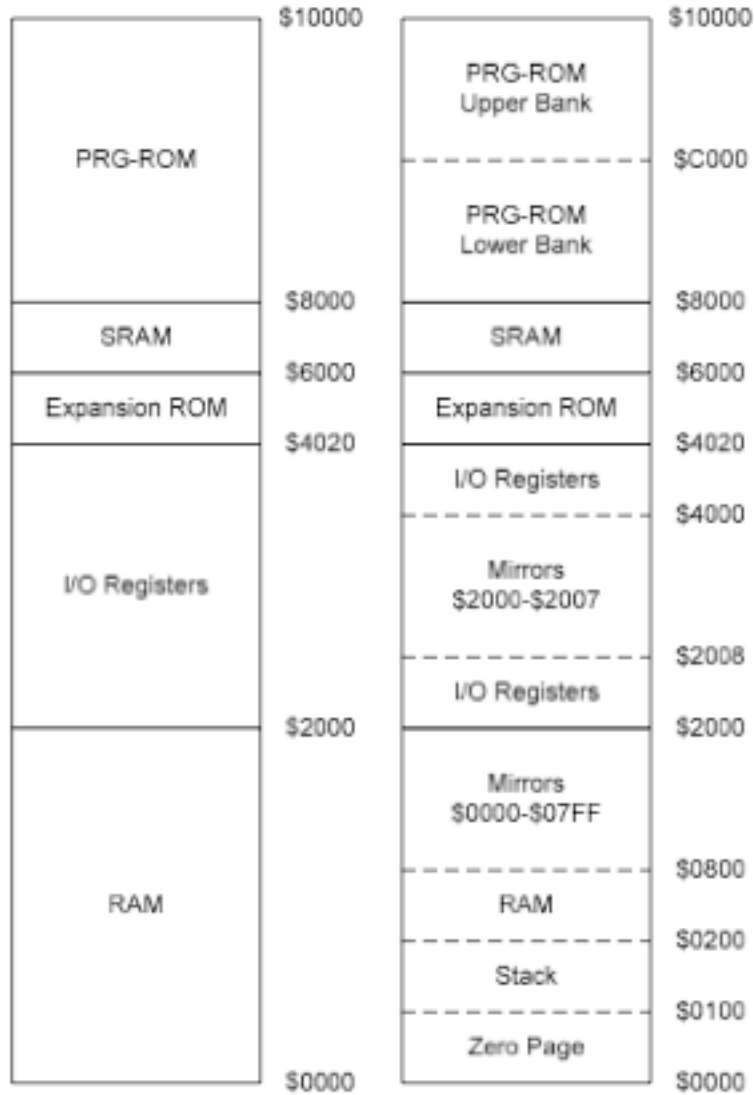 $10000
PRG-ROM
$8000
SRAM
$6000
Expansion ROM
$4020
I/O Registers
$2000
RAM
$0000
$10000
PRG-ROM
Upper Bank
$C000
PRG-ROM
Lower Bank
$8000
SRAM
$6000
Expansion ROM
$4020
I/O Registers
$4000
Mirrors
$2000-$2007
$2008
I/O Registers
$2000
Mirrors
$0000-$07FF
$0800
RAM
$0200
Stack
$0100
Zero Page
$0000